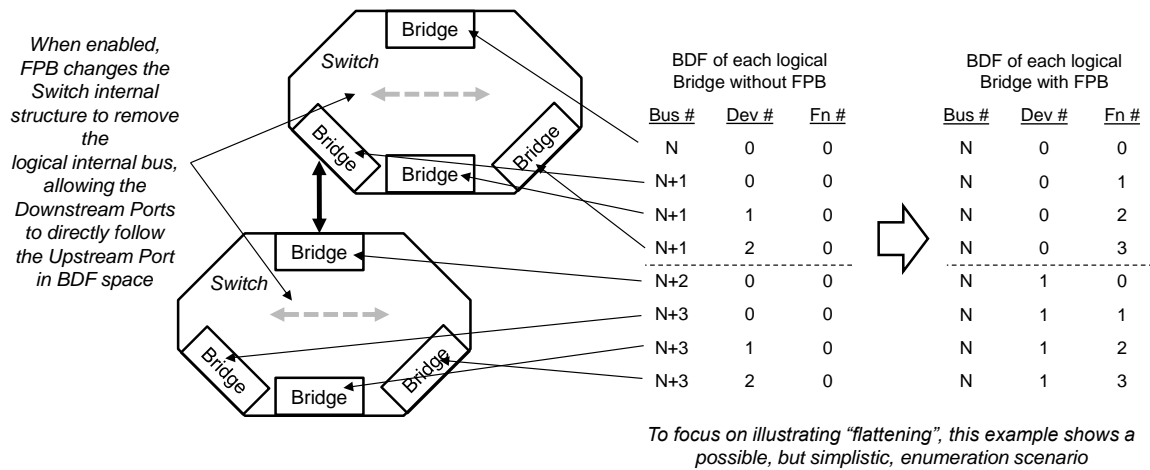 When enabled,
FPB changes the
Switch internal
structure to remove
the
logical internal bus,
allowing the
Downstream Ports
to directly follow
the Upstream Port
in BDF space
Bridge
Switch
Bridge
Bridge
Bridge
Bridge
Switch
Bridge
Bridge
Bridge
BDF of each logical
Bridge without FPB
Bus # Dev # Fn #
N 0 0
N+1 0 0
N+1 1 0
N+1 2 0
N+2 0 0
N+3 0 0
N+3 1 0
N+3 2 0
BDF of each logical
Bridge with FPB
Bus # Dev # Fn #
N 0 0
N 0 1
N 0 2
N 0 3
N 1 0
N 1 1
N 1 2
N 1 3
To focus on illustrating “flattening”, this example shows a
possible, but simplistic, enumeration scenario